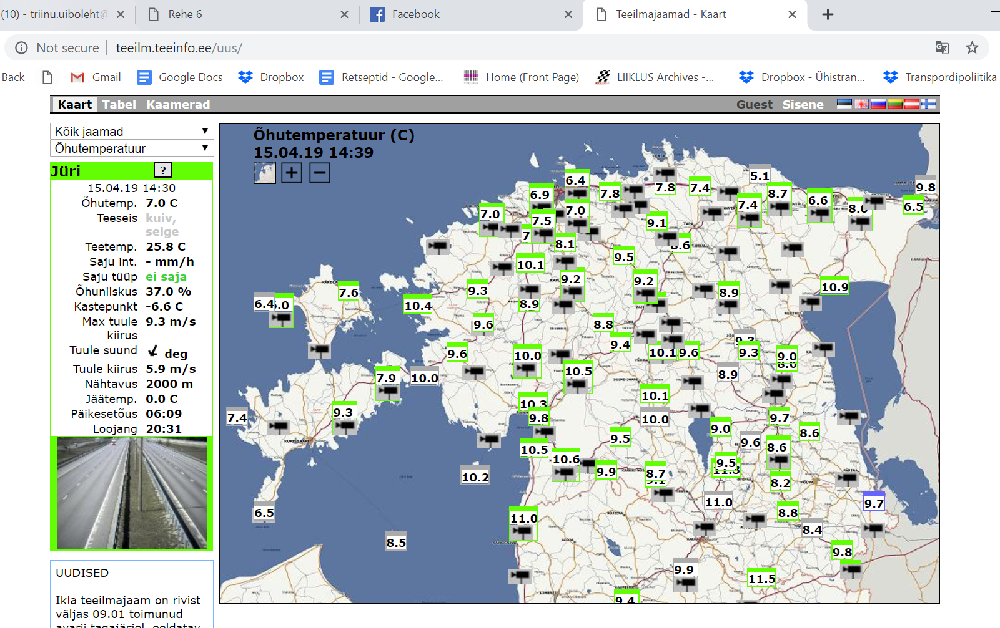 (10) - triinu.uiboleht@
Rehe 6
Facebook
Teeilmajaamad - Kaart
Not secure
teeilm.teeinfo.ee/uus/
Back
Gmail
Google Docs
Dropbox
Retseptid - Google...
Home (Front Page)
LIIKLUS Archives -...
Dropbox - Ühistran...
Transpordipoliitika
Kaart Tabel Kaamerad
Guest Sisene
Kõik jaamad
Õhutemperatuur
Jüri ?
15.04.19 14:30
Õhutemp. 7.0 C
Teeseis kuiv,
selge
Teetemp. 25.8 C
Saju int. - mm/h
Saju tüüp ei saja
Õhuniiskus 37.0 %
Kastepunkt -6.6 C
Max tuule 9.3 m/s
kiirus
Tuule suund deg
Tuule kiirus 5.9 m/s
Nähtavus 2000 m
Jäätemp. 0.0 C
Päikesetõus 06:09
Loojang 20:31
UUDISED
Ikla teeilmajaam on rivist
väljas 09.01 toimunud
avarii tagajärjel, eeldatav
Õhutemperatuur (C)
15.04.19 14:39
+ −
5.1
6.4
9.8
7.8
7.8
7.4
6.9
8.7
6.6
7.4
6.5
7.0
7.0
7.5
9.1
7
8.1
9.5
10.1
9.2
9.2
7.6
9.3
8.9
10.9
6.4
10.4
8.9
9.6
8.8
9.4
9.3
9.6
10.0
10.1
9.6
9.3
9.0
7.9
10.0
10.5
8.9
10.1
10.3
9.3
7.4
9.8
10.0
9.7
9.0
8.6
9.5
9.6
10.5
8.6
10.6
9.5
9.9
8.7
10.2
8.2
11.0
9.7
6.5
11.0
8.8
8.4
8.5
9.8
9.9
11.5
9.4